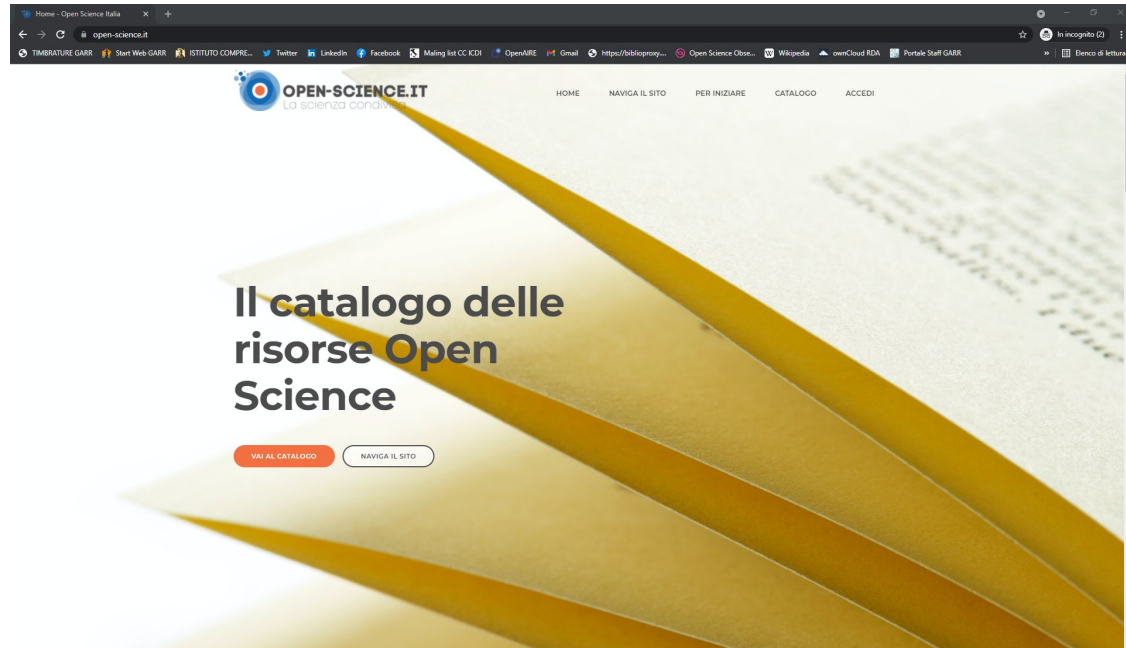 Home - Open Science Italia
open-science.it
In incognito (2)
TIMBRATURE GARR Start Web GARR ISTITUTO COMPRE... Twitter LinkedIn Facebook Maling list CC ICDI OpenAIRE Gmail https://biblioproxy.... Open Science Obse... Wikipedia ownCloud RDA Portale Staff GARR » Elenco di lettura
OPEN-SCIENCE.IT
La scienza condivisa
HOME NAVIGA IL SITO PER INIZIARE CATALOGO ACCEDI
Il catalogo delle
risorse Open
Science
VAI AL CATALOGO NAVIGA IL SITO